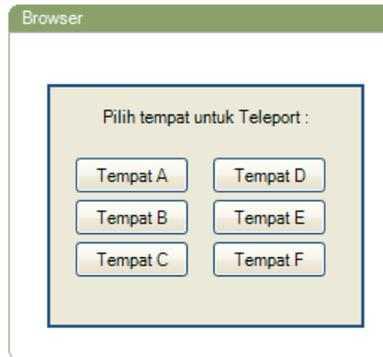 Browser
Pilih tempat untuk Teleport :
Tempat A
Tempat D
Tempat B
Tempat E
Tempat C
Tempat F